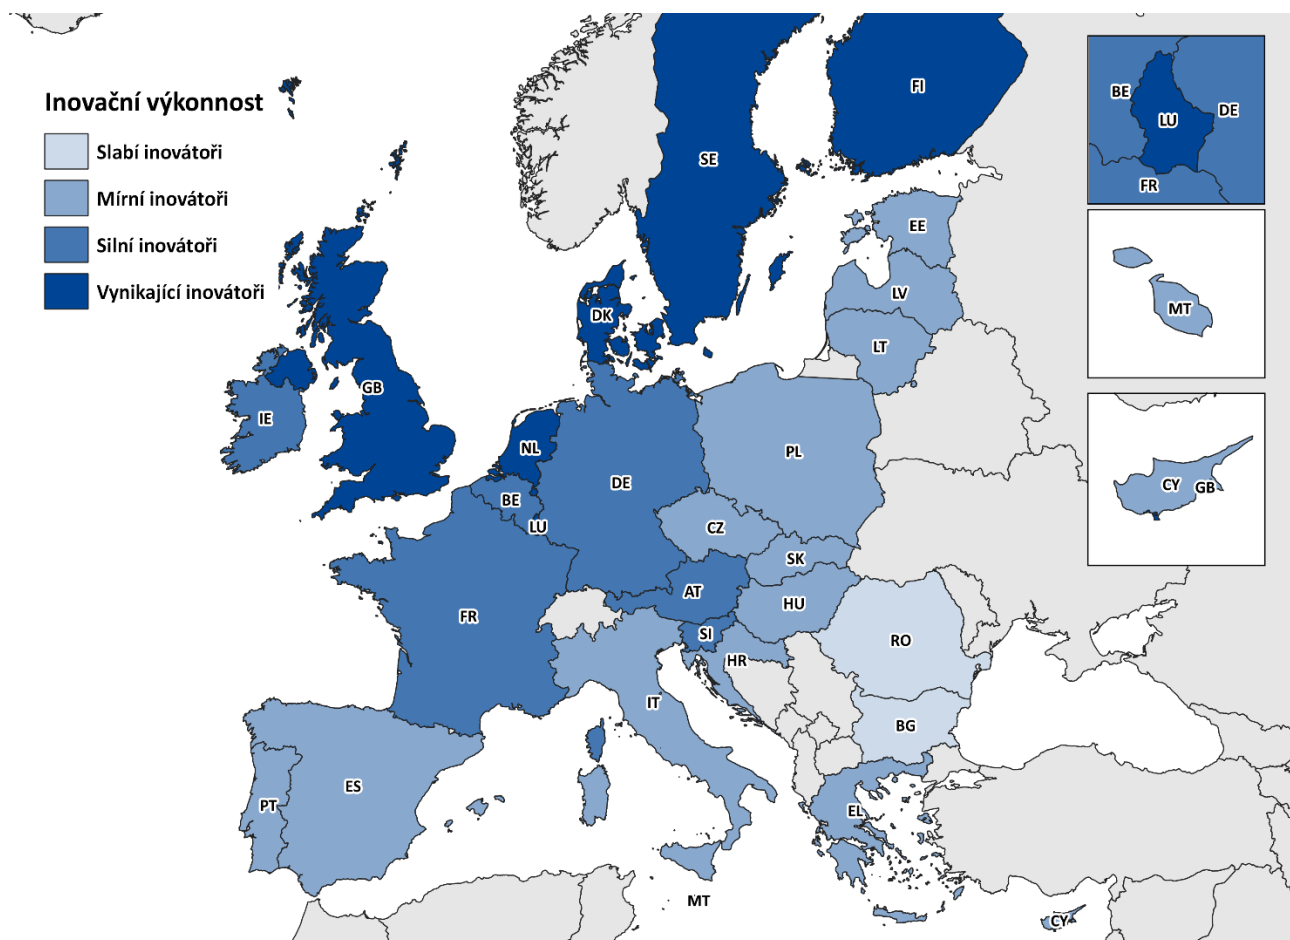 Inovační výkonnost
Slabí inovátoři
Mírní inovátoři
Silní inovátoři
Vynikající inovátoři
FI
SE
EE
LV
LT
DK
GB
IE
NL
BE
LU
DE
PL
CZ
SK
AT
HU
FR
SI
HR
RO
IT
BG
ES
PT
EL
MT
CY
BE
LU
DE
FR
MT
CY
GB